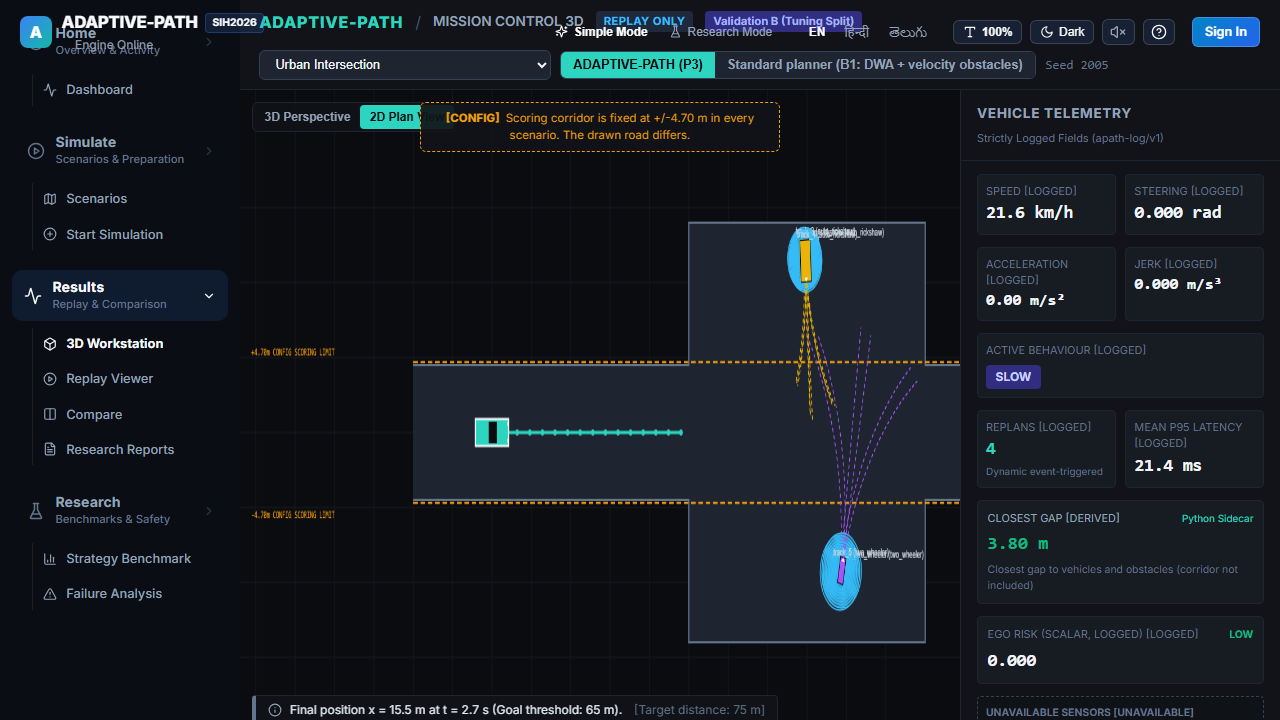 ADAPTIVE-PATH
SIH2026
A
Home
Engine Online
Overview & Activity
Dashboard
Simulate
Scenarios & Preparation
Scenarios
Start Simulation
Results
Replay & Comparison
3D Workstation
Replay Viewer
Compare
Research Reports
Research
Benchmarks & Safety
Strategy Benchmark
Failure Analysis
ADAPTIVE-PATH / MISSION CONTROL 3D
REPLAY ONLY
Validation B (Tuning Split)
Simple Mode
Research Mode
EN
हिन्दी
తెలుగు
100%
Dark
Sign In
Urban Intersection
ADAPTIVE-PATH (P3)
Standard planner (B1: DWA + velocity obstacles)
Seed 2005
3D Perspective
2D Plan
[CONFIG] Scoring corridor is fixed at +/-4.70 m in every
scenario. The drawn road differs.
+4.70m CONFIG SCORING LIMIT
-4.70m CONFIG SCORING LIMIT
Final position x = 15.5 m at t = 2.7 s (Goal threshold: 65 m).
[Target distance: 75 m]
VEHICLE TELEMETRY
Strictly Logged Fields (apath-log/v1)
SPEED [LOGGED]
21.6 km/h
STEERING [LOGGED]
0.000 rad
ACCELERATION
[LOGGED]
0.00 m/s²
JERK [LOGGED]
0.000 m/s³
ACTIVE BEHAVIOUR [LOGGED]
SLOW
REPLANS [LOGGED]
4
Dynamic event-triggered
MEAN P95 LATENCY
[LOGGED]
21.4 ms
CLOSEST GAP [DERIVED]
Python Sidecar
3.80 m
Closest gap to vehicles and obstacles (corridor not
included)
EGO RISK (SCALAR, LOGGED) [LOGGED]
LOW
0.000
UNAVAILABLE SENSORS [UNAVAILABLE]